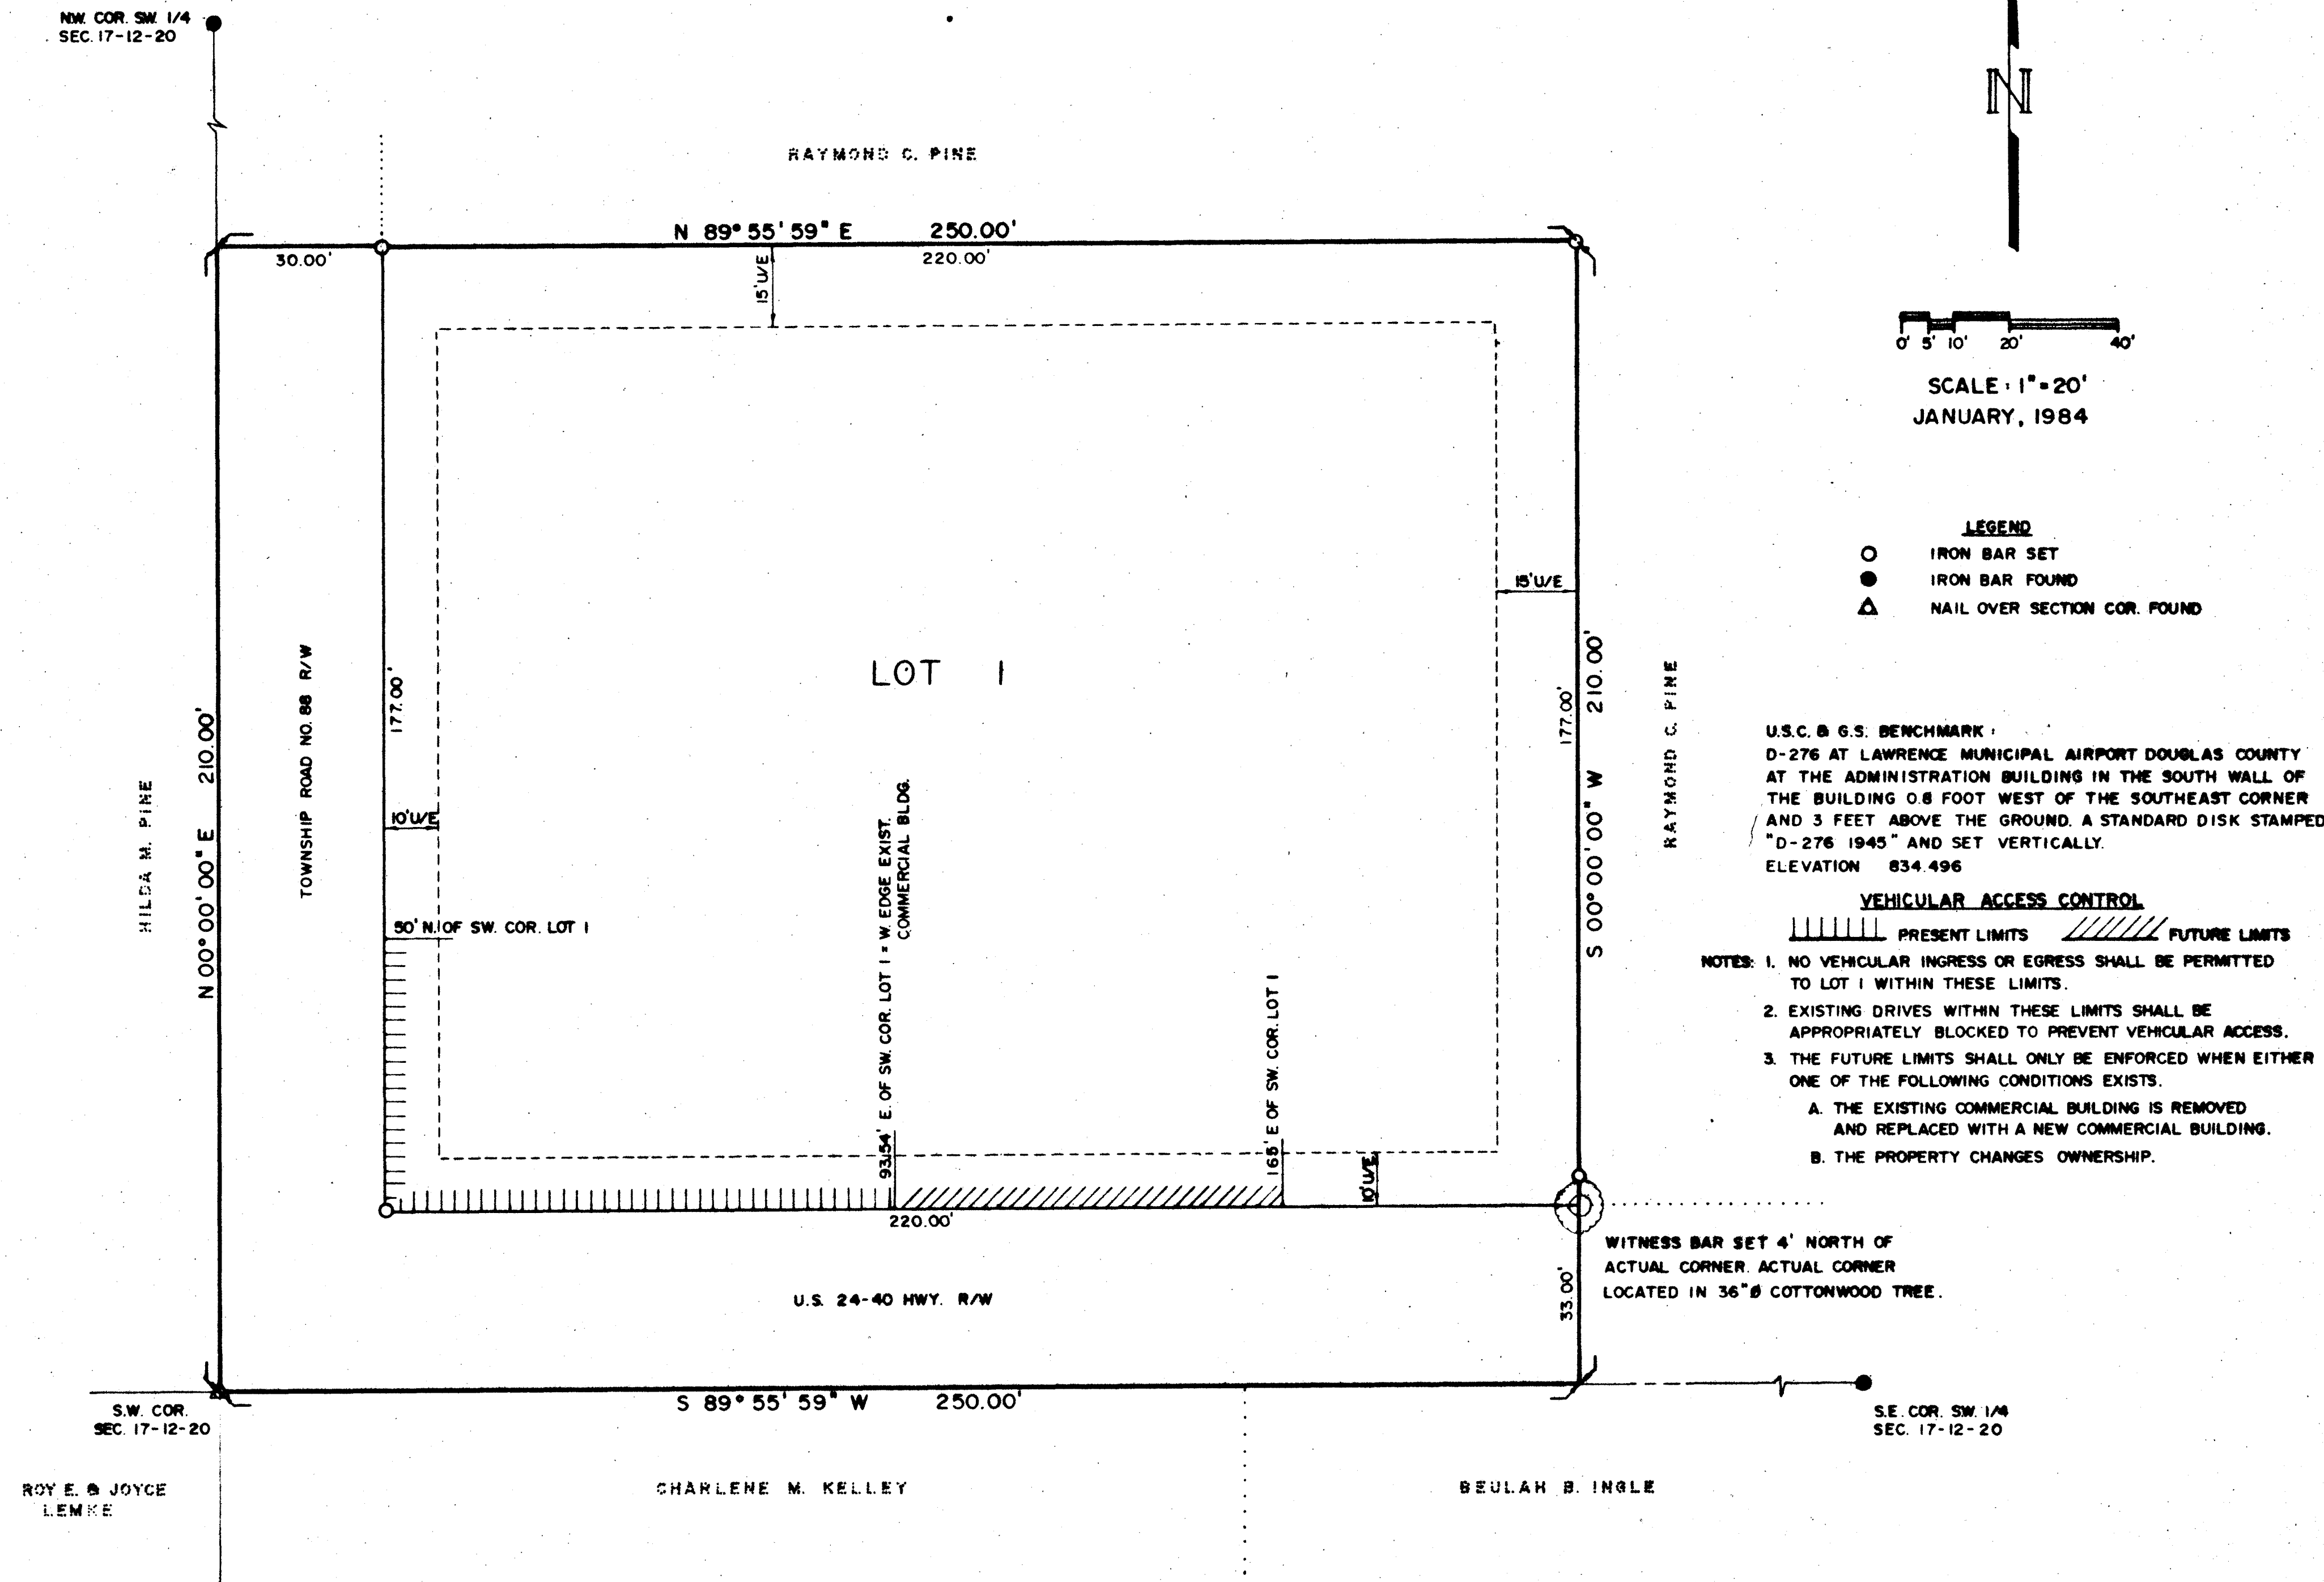 NW. COR. SW. 1/4
SEC. 17-12-20
N
RAYMOND C. PINE
N 89° 55' 59" E 250.00'
30.00'
220.00'
15' U/E
0' 5' 10' 20' 40'
SCALE: 1"=20'
JANUARY, 1984
LEGEND
IRON BAR SET
IRON BAR FOUND
NAIL OVER SECTION COR. FOUND
15' U/E
LOT 1
HILDA M. PINE
N 00° 00' 00" E 210.00'
TOWNSHIP ROAD NO. 88 R/W
177.00'
10' U/E
50' N. OF SW. COR. LOT 1
93.54' E. OF SW. COR. LOT 1 = W. EDGE EXIST.
COMMERCIAL BLDG.
165' E OF SW. COR. LOT 1
10' U/E
177.00'
S 00° 00' 00" W 210.00'
RAYMOND C. PINE
U.S.C. & G.S. BENCHMARK:
D-276 AT LAWRENCE MUNICIPAL AIRPORT DOUGLAS COUNTY
AT THE ADMINISTRATION BUILDING IN THE SOUTH WALL OF
THE BUILDING 0.8 FOOT WEST OF THE SOUTHEAST CORNER
AND 3 FEET ABOVE THE GROUND. A STANDARD DISK STAMPED
"D-276 1945" AND SET VERTICALLY.
ELEVATION 834.496
VEHICULAR ACCESS CONTROL
PRESENT LIMITS FUTURE LIMITS
NOTES: 1. NO VEHICULAR INGRESS OR EGRESS SHALL BE PERMITTED
TO LOT 1 WITHIN THESE LIMITS.
2. EXISTING DRIVES WITHIN THESE LIMITS SHALL BE
APPROPRIATELY BLOCKED TO PREVENT VEHICULAR ACCESS.
3. THE FUTURE LIMITS SHALL ONLY BE ENFORCED WHEN EITHER
ONE OF THE FOLLOWING CONDITIONS EXISTS.
A. THE EXISTING COMMERCIAL BUILDING IS REMOVED
AND REPLACED WITH A NEW COMMERCIAL BUILDING.
B. THE PROPERTY CHANGES OWNERSHIP.
220.00'
WITNESS BAR SET 4' NORTH OF
ACTUAL CORNER. ACTUAL CORNER
LOCATED IN 36"Ø COTTONWOOD TREE.
33.00'
U.S. 24-40 HWY. R/W
S 89° 55' 59" W 250.00'
S.W. COR.
SEC. 17-12-20
S.E. COR. SW. 1/4
SEC. 17-12-20
ROY E. & JOYCE
LEMKE
CHARLENE M. KELLEY
BEULAH B. INGLE